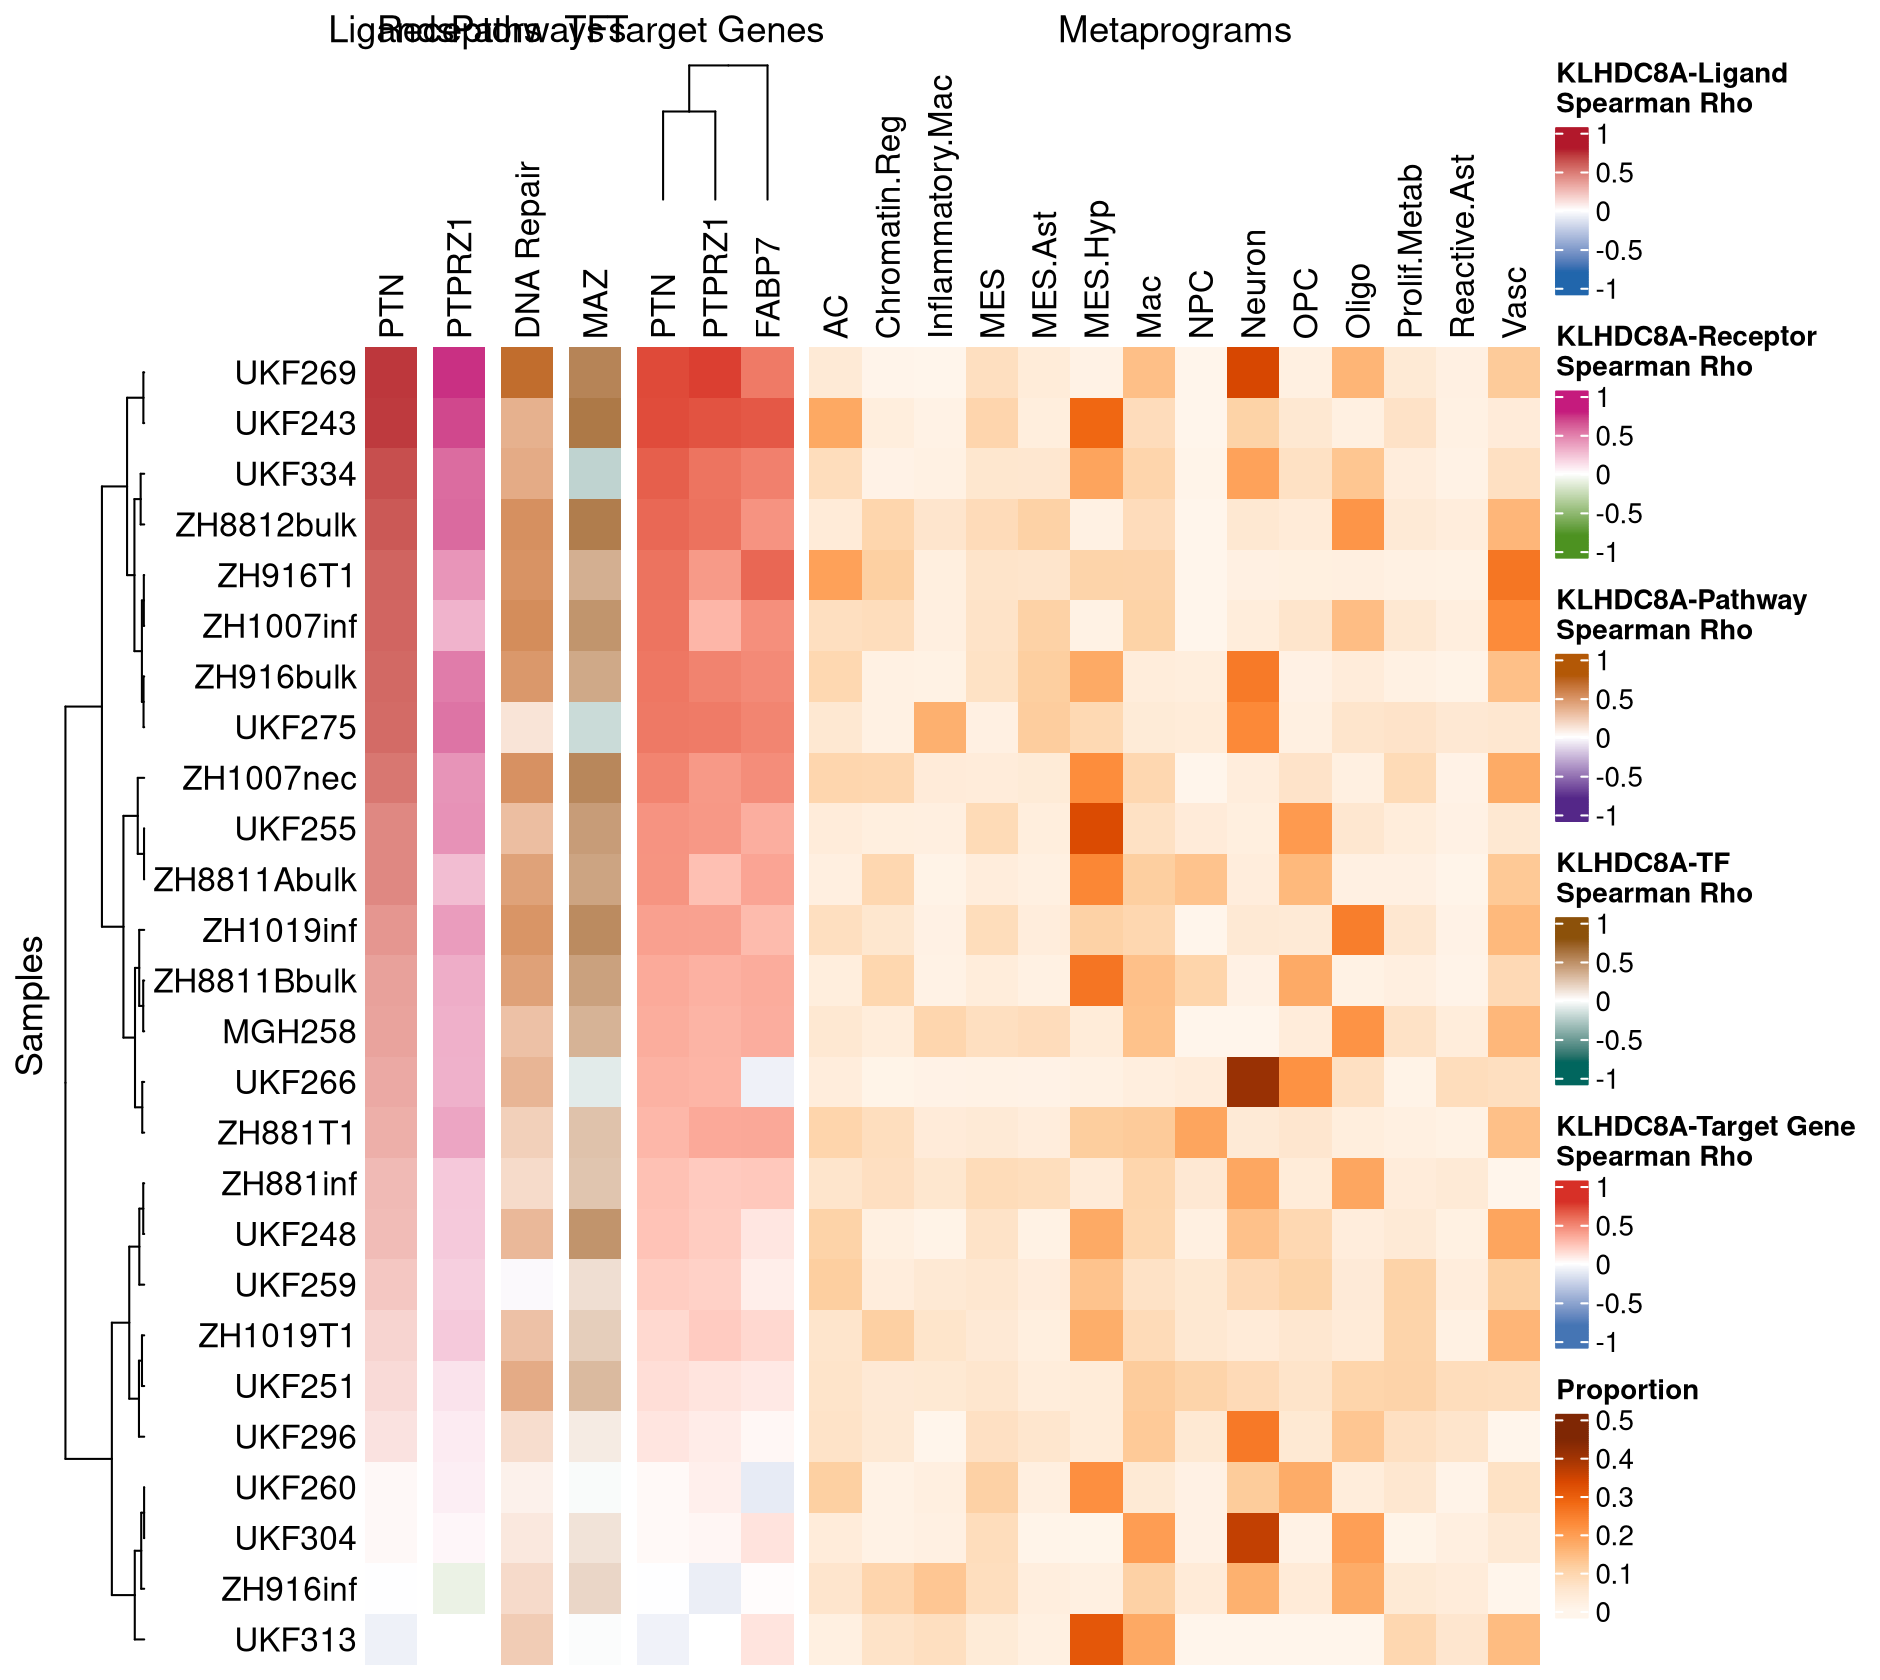 Ligands Receptors Pathways TFs Target Genes Metaprograms
PTN PTPRZ1 DNA Repair MAZ PTN PTPRZ1 FABP7 AC Chromatin.Reg Inflammatory.Mac MES MES.Ast MES.Hyp Mac NPC Neuron OPC Oligo Prolif.Metab Reactive.Ast Vasc
Samples
UKF269
UKF243
UKF334
ZH8812bulk
ZH916T1
ZH1007inf
ZH916bulk
UKF275
ZH1007nec
UKF255
ZH8811Abulk
ZH1019inf
ZH8811Bbulk
MGH258
UKF266
ZH881T1
ZH881inf
UKF248
UKF259
ZH1019T1
UKF251
UKF296
UKF260
UKF304
ZH916inf
UKF313
KLHDC8A-Ligand
Spearman Rho
1
0.5
0
-0.5
-1
KLHDC8A-Receptor
Spearman Rho
1
0.5
0
-0.5
-1
KLHDC8A-Pathway
Spearman Rho
1
0.5
0
-0.5
-1
KLHDC8A-TF
Spearman Rho
1
0.5
0
-0.5
-1
KLHDC8A-Target Gene
Spearman Rho
1
0.5
0
-0.5
-1
Proportion
0.5
0.4
0.3
0.2
0.1
0